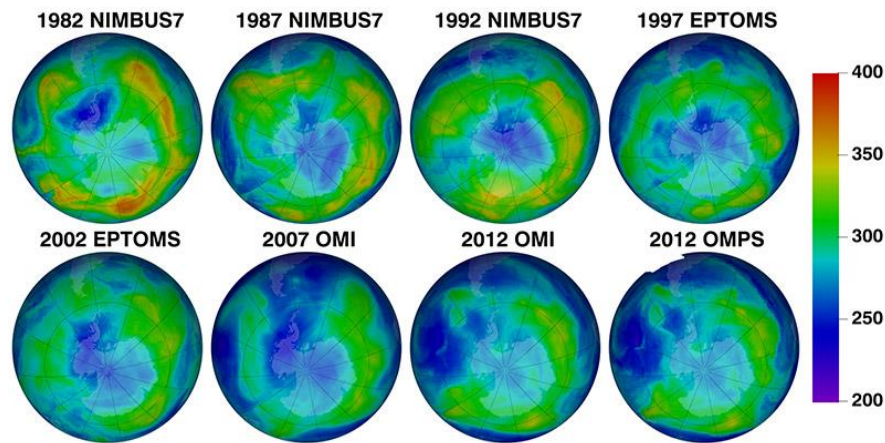 1982 NIMBUS7
1987 NIMBUS7
1992 NIMBUS7
1997 EPTOMS
400
350
300
250
200
2002 EPTOMS
2007 OMI
2012 OMI
2012 OMPS